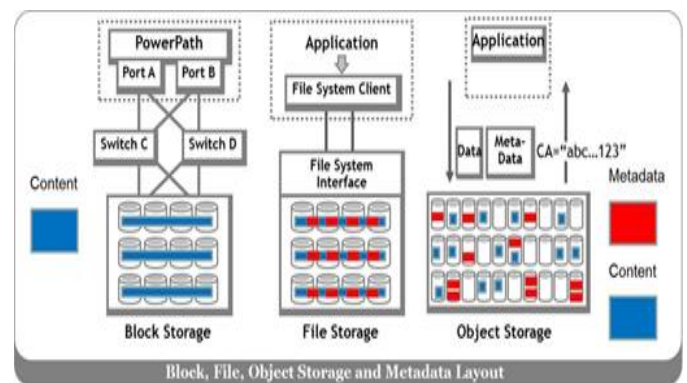 PowerPath
Port A
Port B
Switch C
Switch D
Content
Block Storage
Application
File System Client
File System
Interface
File Storage
Application
Data
Meta-
Data
CA="abc...123"
Metadata
Content
Object Storage
Block, File, Object Storage and Metadata Layout